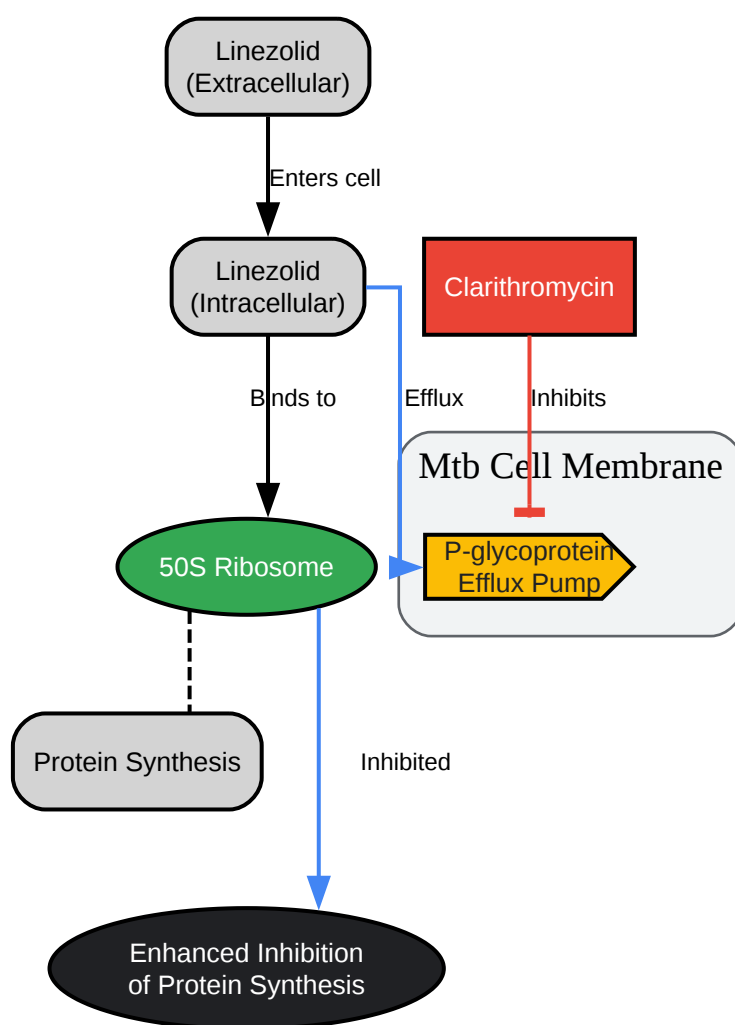 Linezolid
(Extracellular)
Enters cell
Linezolid
(Intracellular)
Clarithromycin
Binds to
Efflux
Inhibits
Mtb Cell Membrane
50S Ribosome
P-glycoprotein
Efflux Pump
Protein Synthesis
Inhibited
Enhanced Inhibition
of Protein Synthesis